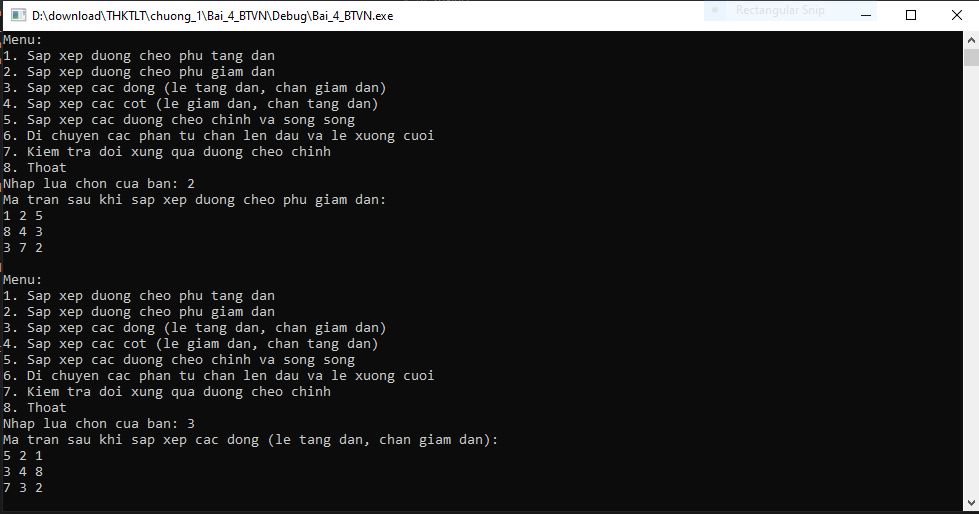 D:\download\THKTLT\chuong_1\Bai_4_BTVN\Debug\Bai_4_BTVN.exe
Rectangular Snip
Menu:
1. Sap xep duong cheo phu tang dan
2. Sap xep duong cheo phu giam dan
3. Sap xep cac dong (le tang dan, chan giam dan)
4. Sap xep cac cot (le giam dan, chan tang dan)
5. Sap xep cac duong cheo chinh va song song
6. Di chuyen cac phan tu chan len dau va le xuong cuoi
7. Kiem tra doi xung qua duong cheo chinh
8. Thoat
Nhap lua chon cua ban: 2
Ma tran sau khi sap xep duong cheo phu giam dan:
1 2 5
8 4 3
3 7 2
Menu:
1. Sap xep duong cheo phu tang dan
2. Sap xep duong cheo phu giam dan
3. Sap xep cac dong (le tang dan, chan giam dan)
4. Sap xep cac cot (le giam dan, chan tang dan)
5. Sap xep cac duong cheo chinh va song song
6. Di chuyen cac phan tu chan len dau va le xuong cuoi
7. Kiem tra doi xung qua duong cheo chinh
8. Thoat
Nhap lua chon cua ban: 3
Ma tran sau khi sap xep cac dong (le tang dan, chan giam dan):
5 2 1
3 4 8
7 3 2